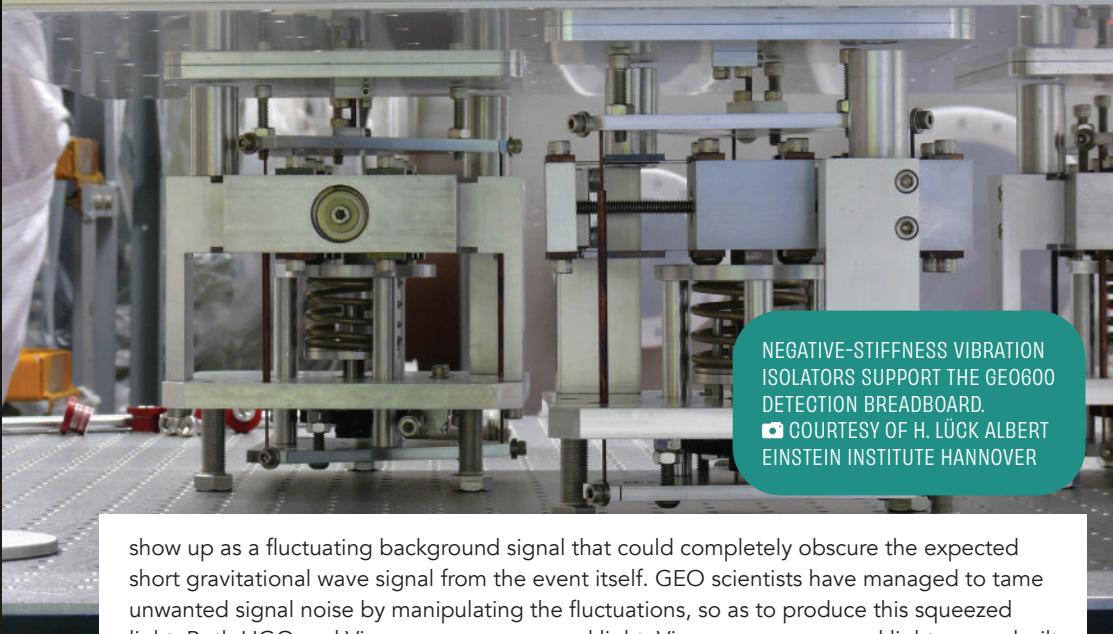 NEGATIVE-STIFFNESS VIBRATION
ISOLATORS SUPPORT THE GEO600
DETECTION BREADBOARD.
COURTESY OF H. LÜCK ALBERT
EINSTEIN INSTITUTE HANNOVER
show up as a fluctuating background signal that could completely obscure the expected
short gravitational wave signal from the event itself. GEO scientists have managed to tame
unwanted signal noise by manipulating the fluctuations, so as to produce this squeezed